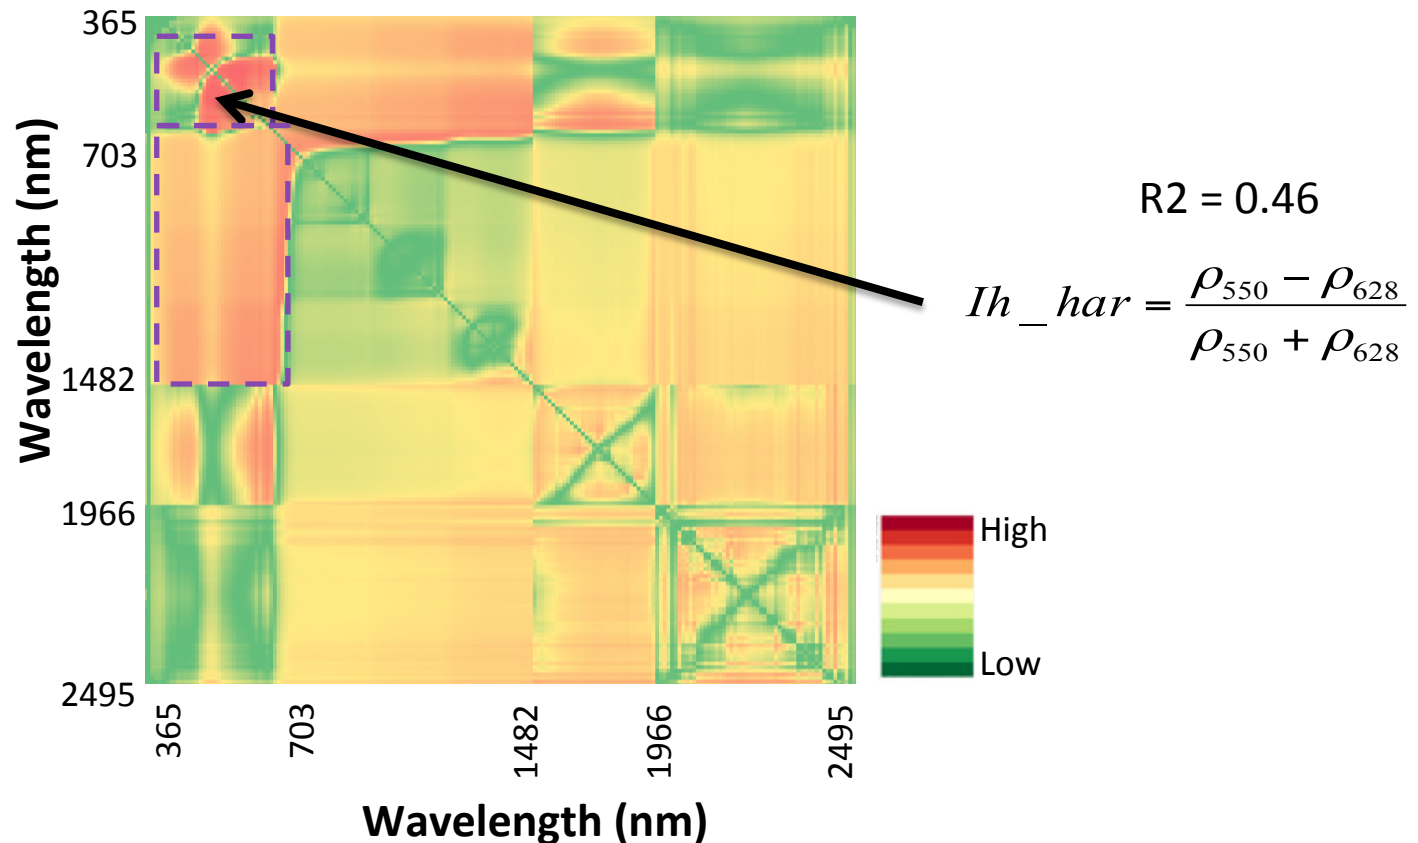 365
703
1482
1966
2495
Wavelength (nm)
365
703
1482
1966
2495
Wavelength (nm)
R2 = 0.46
Ih_har = (ρ550 − ρ628) / (ρ550 + ρ628)
High
Low